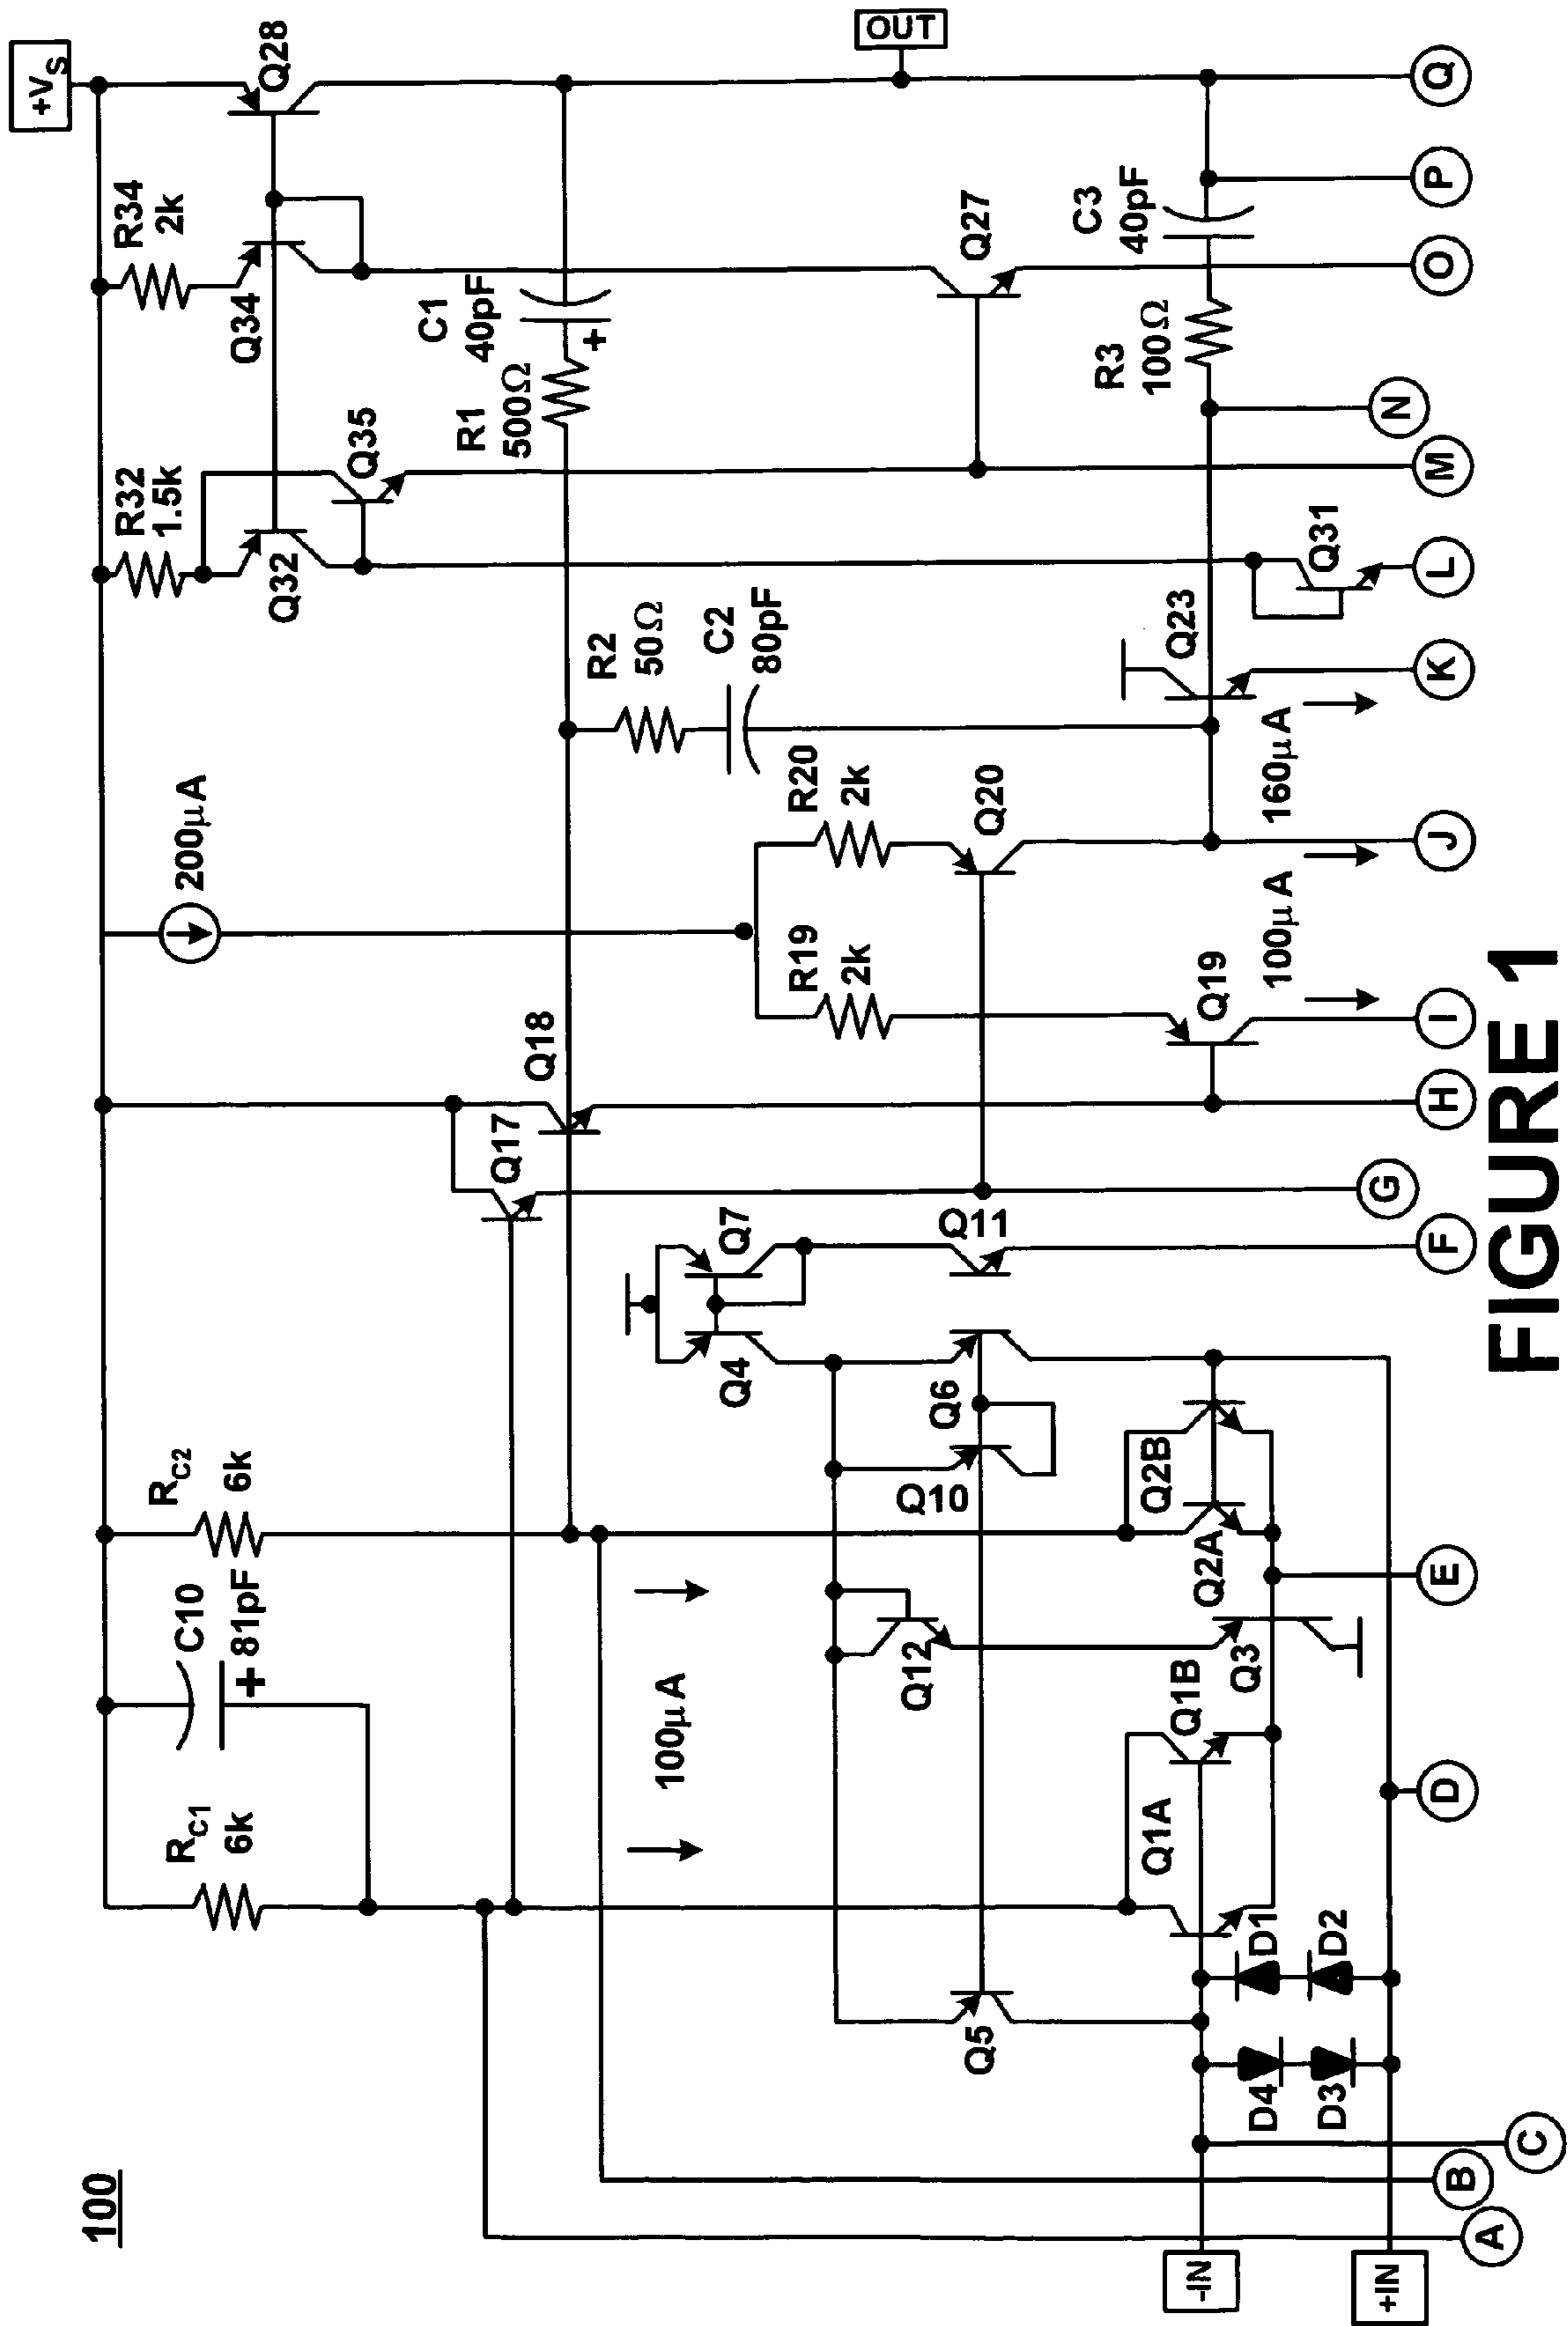 100
+VS
R34
2k
Q28
Q34
R32
1.5k
Q35
Q32
200μA
C1
40pF
+
R1
500Ω
OUT
RC1
6k
C10
81pF
+
RC2
6k
Q17
Q18
R2
50Ω
C2
80pF
Q27
C3
40pF
R3
100Ω
100μA
Q4
Q7
R19
2k
R20
2k
Q20
Q12
Q10
Q6
Q11
Q5
Q1A
Q1B
Q3
Q2A
Q2B
Q19
Q23
Q31
D4
D3
D1
D2
100μA
160μA
-IN
+IN
A
B
C
D
E
F
G
H
I
J
K
L
M
N
O
P
Q
FIGURE 1